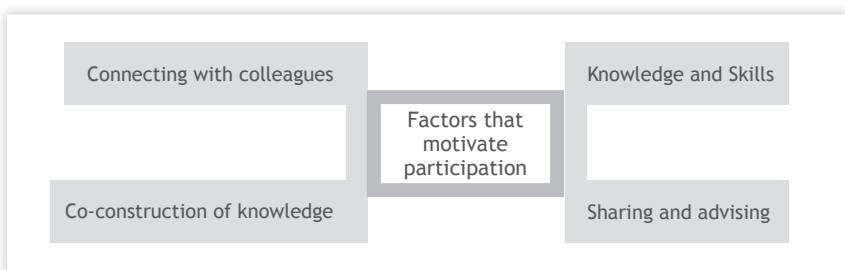 Connecting with colleagues
Knowledge and Skills
Factors that
motivate
participation
Co-construction of knowledge
Sharing and advising